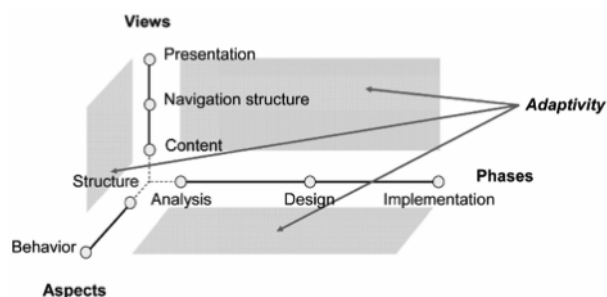 Views
Presentation
Navigation structure
Adaptivity
Content
Structure
Phases
Analysis
Design
Implementation
Behavior
Aspects